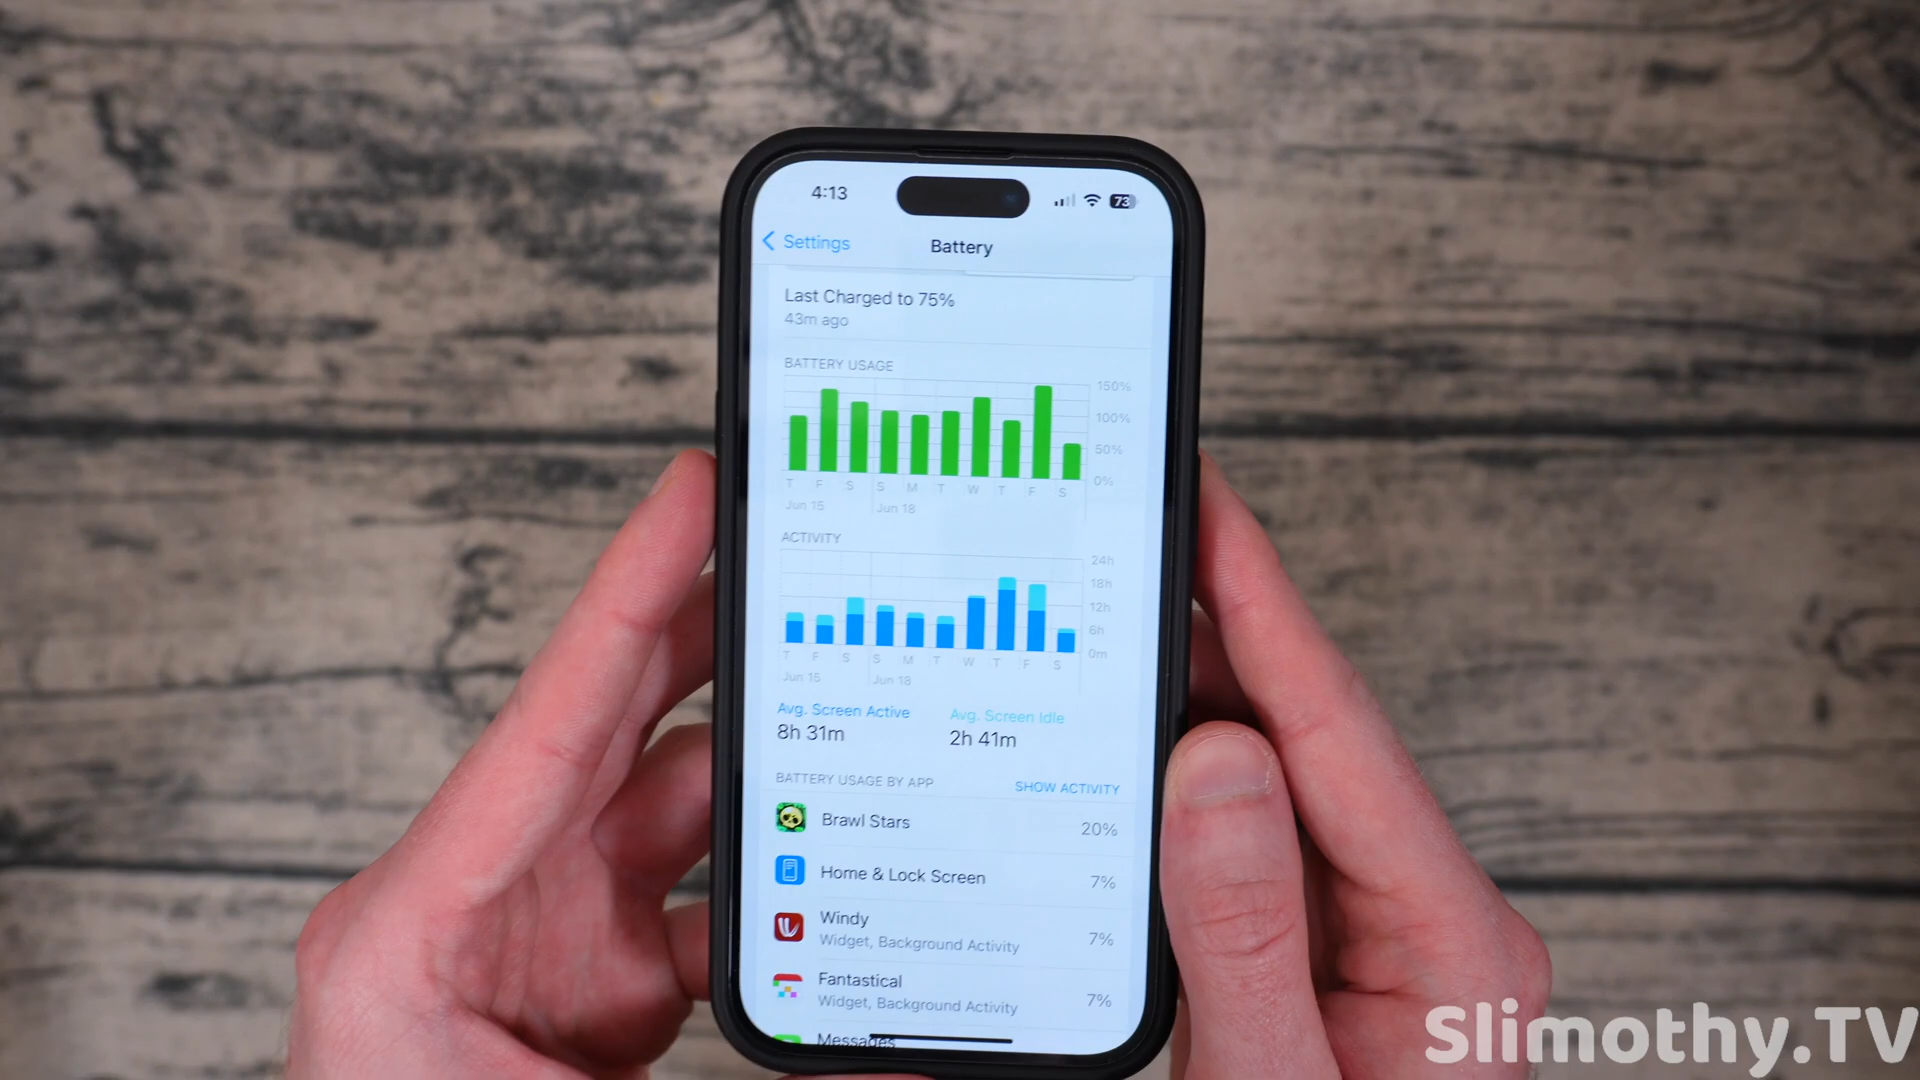 4:13
73
Settings
Battery
Last Charged to 75%
43m ago
BATTERY USAGE
150%
100%
50%
0%
T F S S M T W T F S
Jun 15 Jun 18
ACTIVITY
24h
18h
12h
6h
0m
T F S S M T W T F S
Jun 15 Jun 18
Avg. Screen Active Avg. Screen Idle
8h 31m 2h 41m
BATTERY USAGE BY APP SHOW ACTIVITY
Brawl Stars 20%
Home & Lock Screen 7%
Windy
Widget, Background Activity 7%
Fantastical
Widget, Background Activity 7%
Messages
Slimothy.TV